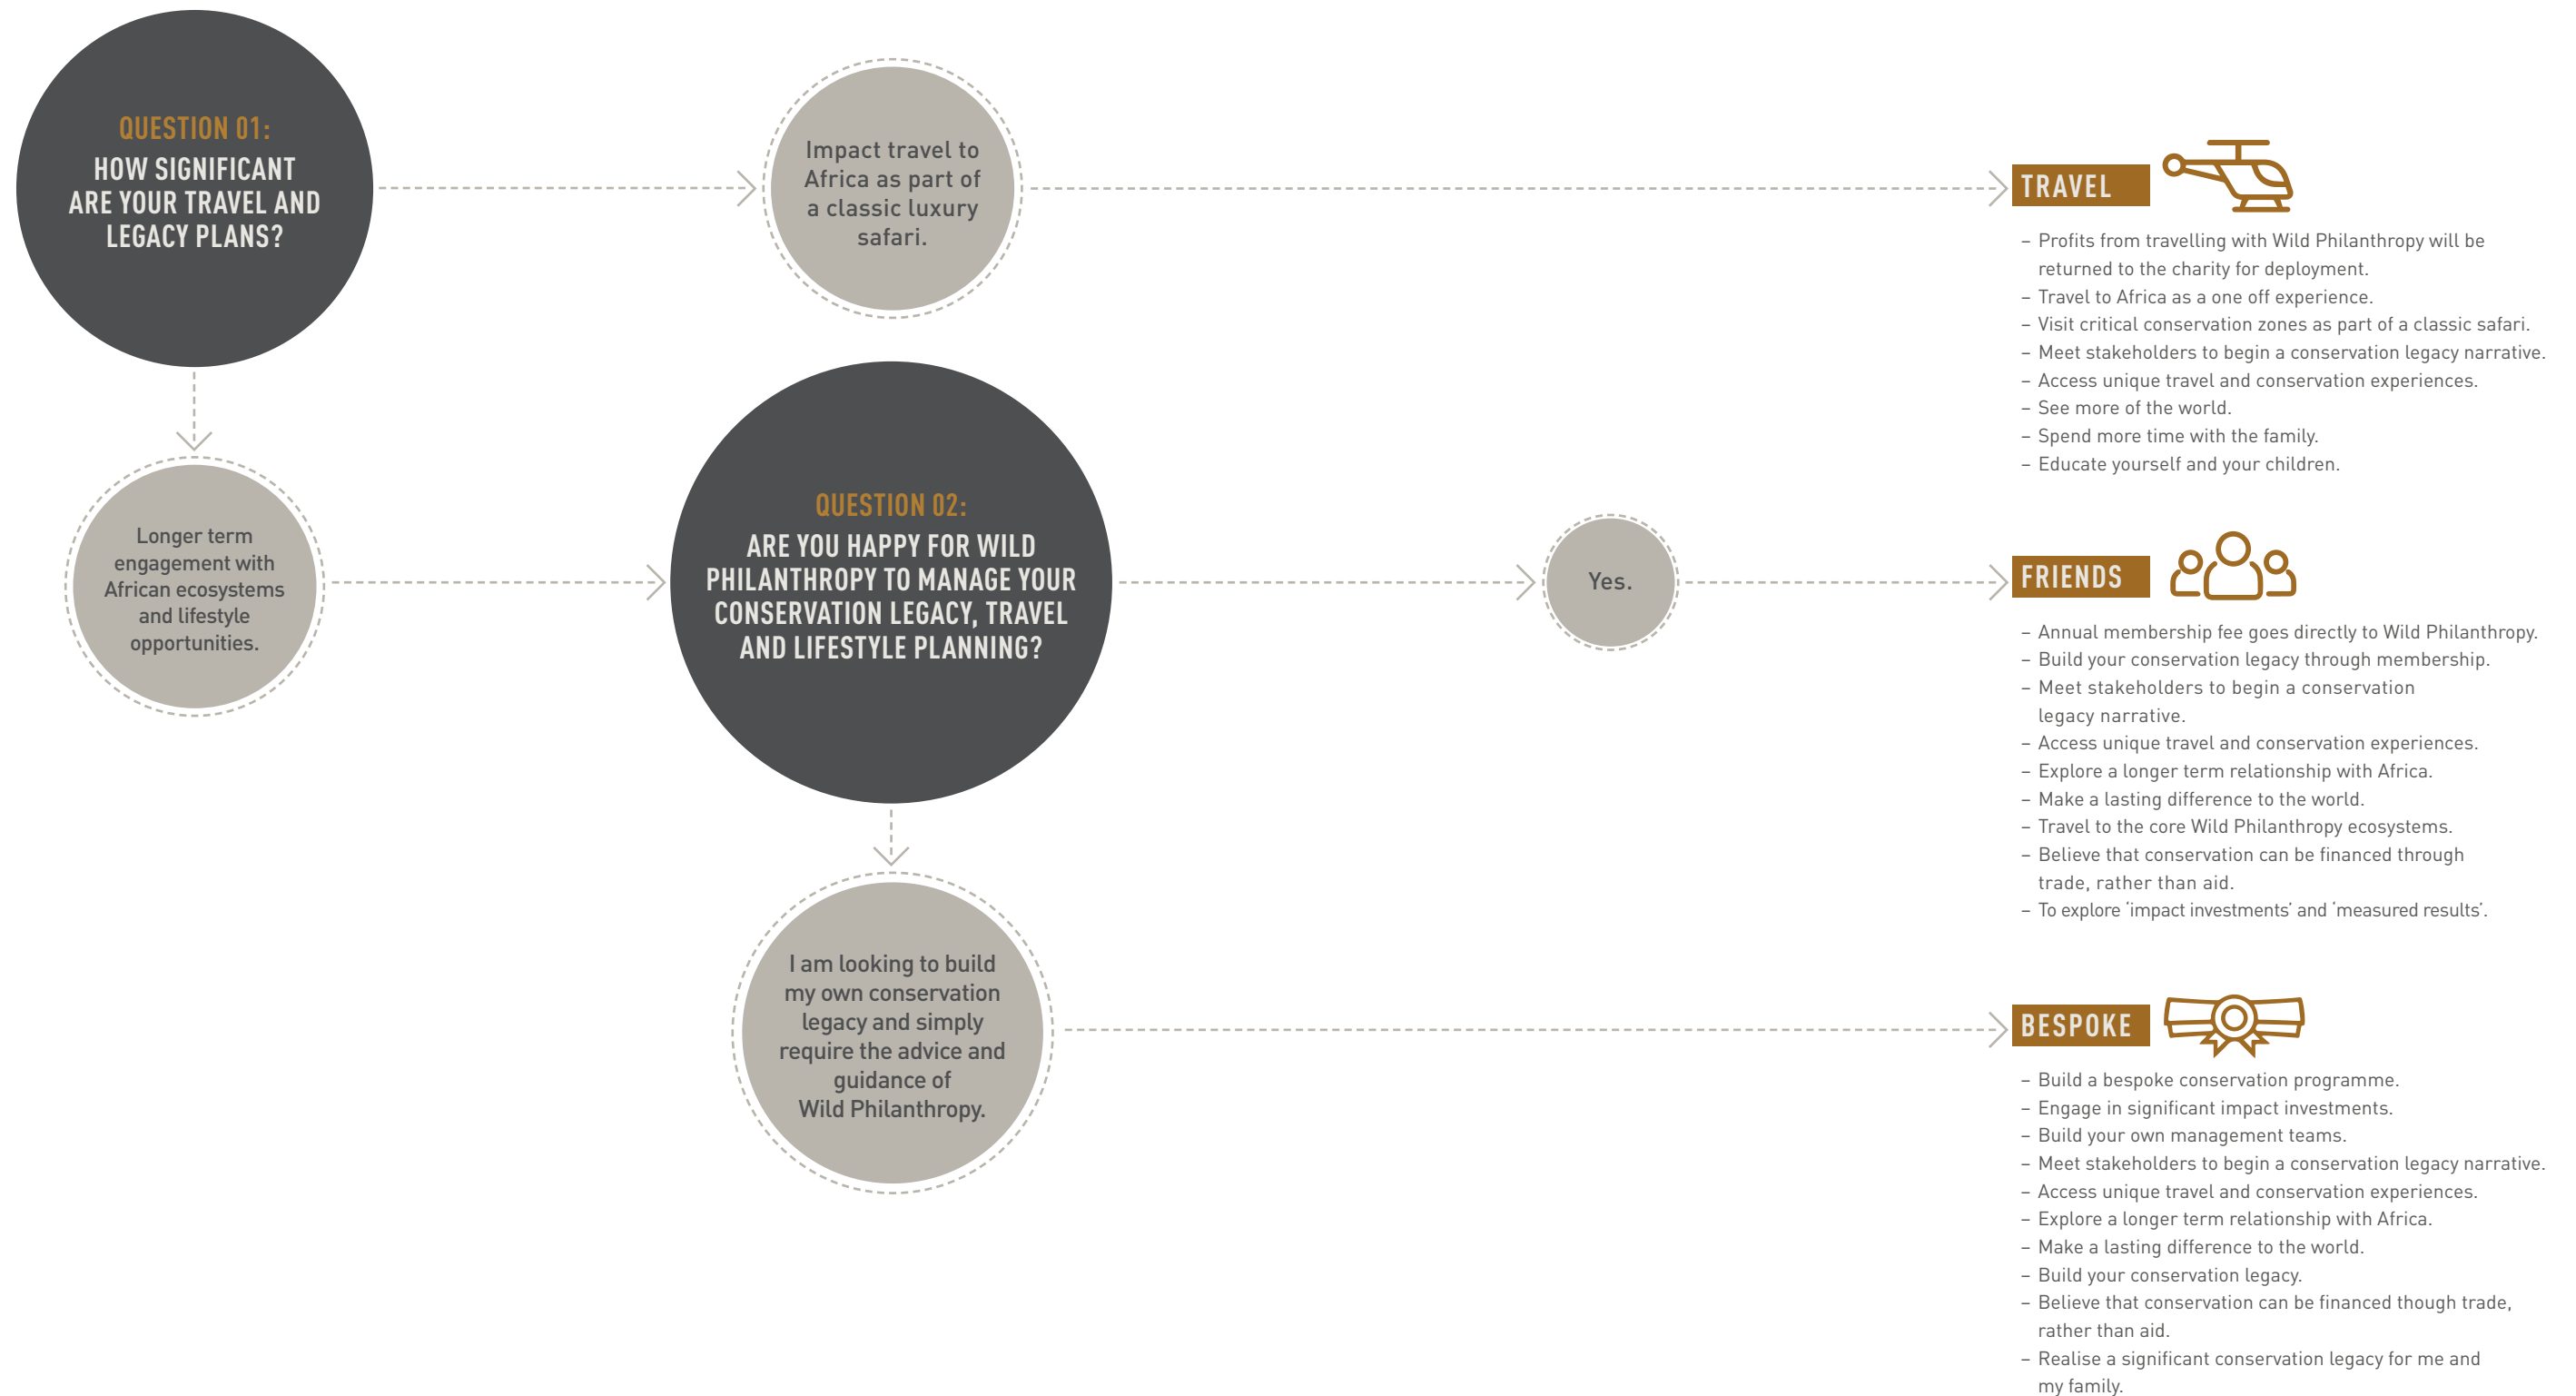 QUESTION 01:
HOW SIGNIFICANT
ARE YOUR TRAVEL AND
LEGACY PLANS?
Impact travel to
Africa as part of
a classic luxury
safari.
TRAVEL
– Profits from travelling with Wild Philanthropy will be
returned to the charity for deployment.
– Travel to Africa as a one off experience.
– Visit critical conservation zones as part of a classic safari.
– Meet stakeholders to begin a conservation legacy narrative.
– Access unique travel and conservation experiences.
– See more of the world.
– Spend more time with the family.
– Educate yourself and your children.
Longer term
engagement with
African ecosystems
and lifestyle
opportunities.
QUESTION 02:
ARE YOU HAPPY FOR WILD
PHILANTHROPY TO MANAGE YOUR
CONSERVATION LEGACY, TRAVEL
AND LIFESTYLE PLANNING?
Yes.
FRIENDS
– Annual membership fee goes directly to Wild Philanthropy.
– Build your conservation legacy through membership.
– Meet stakeholders to begin a conservation
legacy narrative.
– Access unique travel and conservation experiences.
– Explore a longer term relationship with Africa.
– Make a lasting difference to the world.
– Travel to the core Wild Philanthropy ecosystems.
– Believe that conservation can be financed through
trade, rather than aid.
– To explore ‘impact investments’ and ‘measured results’.
I am looking to build
my own conservation
legacy and simply
require the advice and
guidance of
Wild Philanthropy.
BESPOKE
– Build a bespoke conservation programme.
– Engage in significant impact investments.
– Build your own management teams.
– Meet stakeholders to begin a conservation legacy narrative.
– Access unique travel and conservation experiences.
– Explore a longer term relationship with Africa.
– Make a lasting difference to the world.
– Build your conservation legacy.
– Believe that conservation can be financed though trade,
rather than aid.
– Realise a significant conservation legacy for me and
my family.